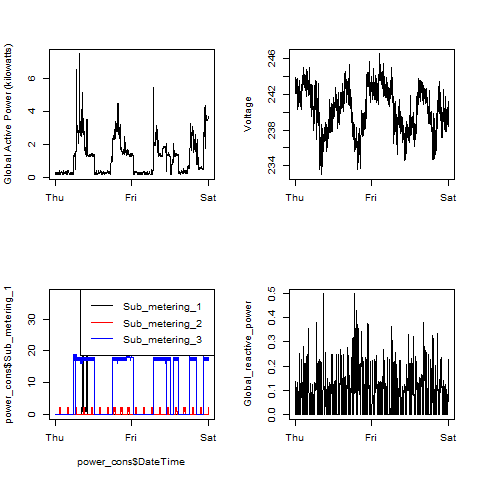 Global Active Power (kilowatts)
0 2 4 6
Thu Fri Sat
Voltage
234 238 242 246
Thu Fri Sat
power_cons$Sub_metering_1
0 10 20 30
Sub_metering_1
Sub_metering_2
Sub_metering_3
Thu Fri Sat
power_cons$DateTime
Global_reactive_power
0.0 0.1 0.2 0.3 0.4 0.5
Thu Fri Sat